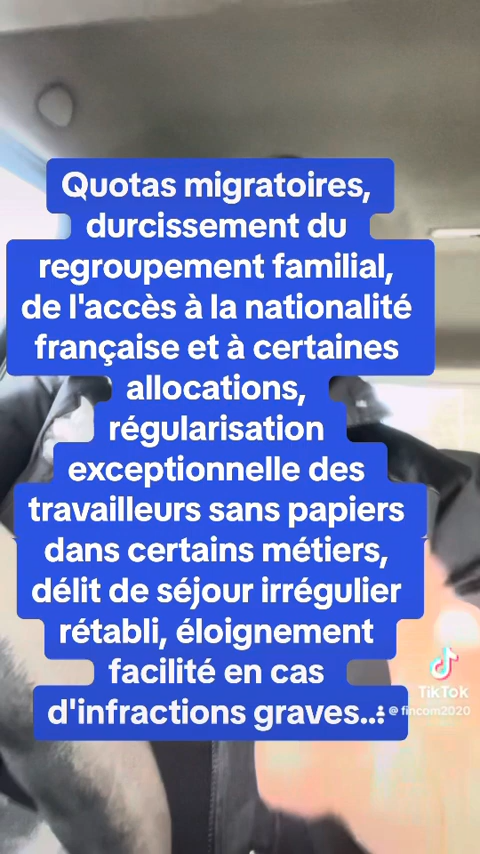 Quotas migratoires,
durcissement du
regroupement familial,
de l'accès à la nationalité
française et à certaines
allocations,
régularisation
exceptionnelle des
travailleurs sans papiers
dans certains métiers,
délit de séjour irrégulier
rétabli, éloignement
facilité en cas
d'infractions graves..:
TikTok
@ fincom2020